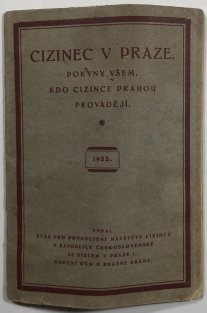 CIZINEC V PRAZE.
POKYNY VŠEM,
KDO CIZINCE PRAHOU
PROVÁDĚJÍ.
1922.
VYDAL
SVAZ PRO POVZNESENÍ NÁVŠTĚVY CIZINCŮ
V REPUBLICE ČESKOSLOVENSKÉ
SE SÍDLEM V PRAZE I.,
OBECNÍ DŮM U PRAŠNÉ BRÁNY.